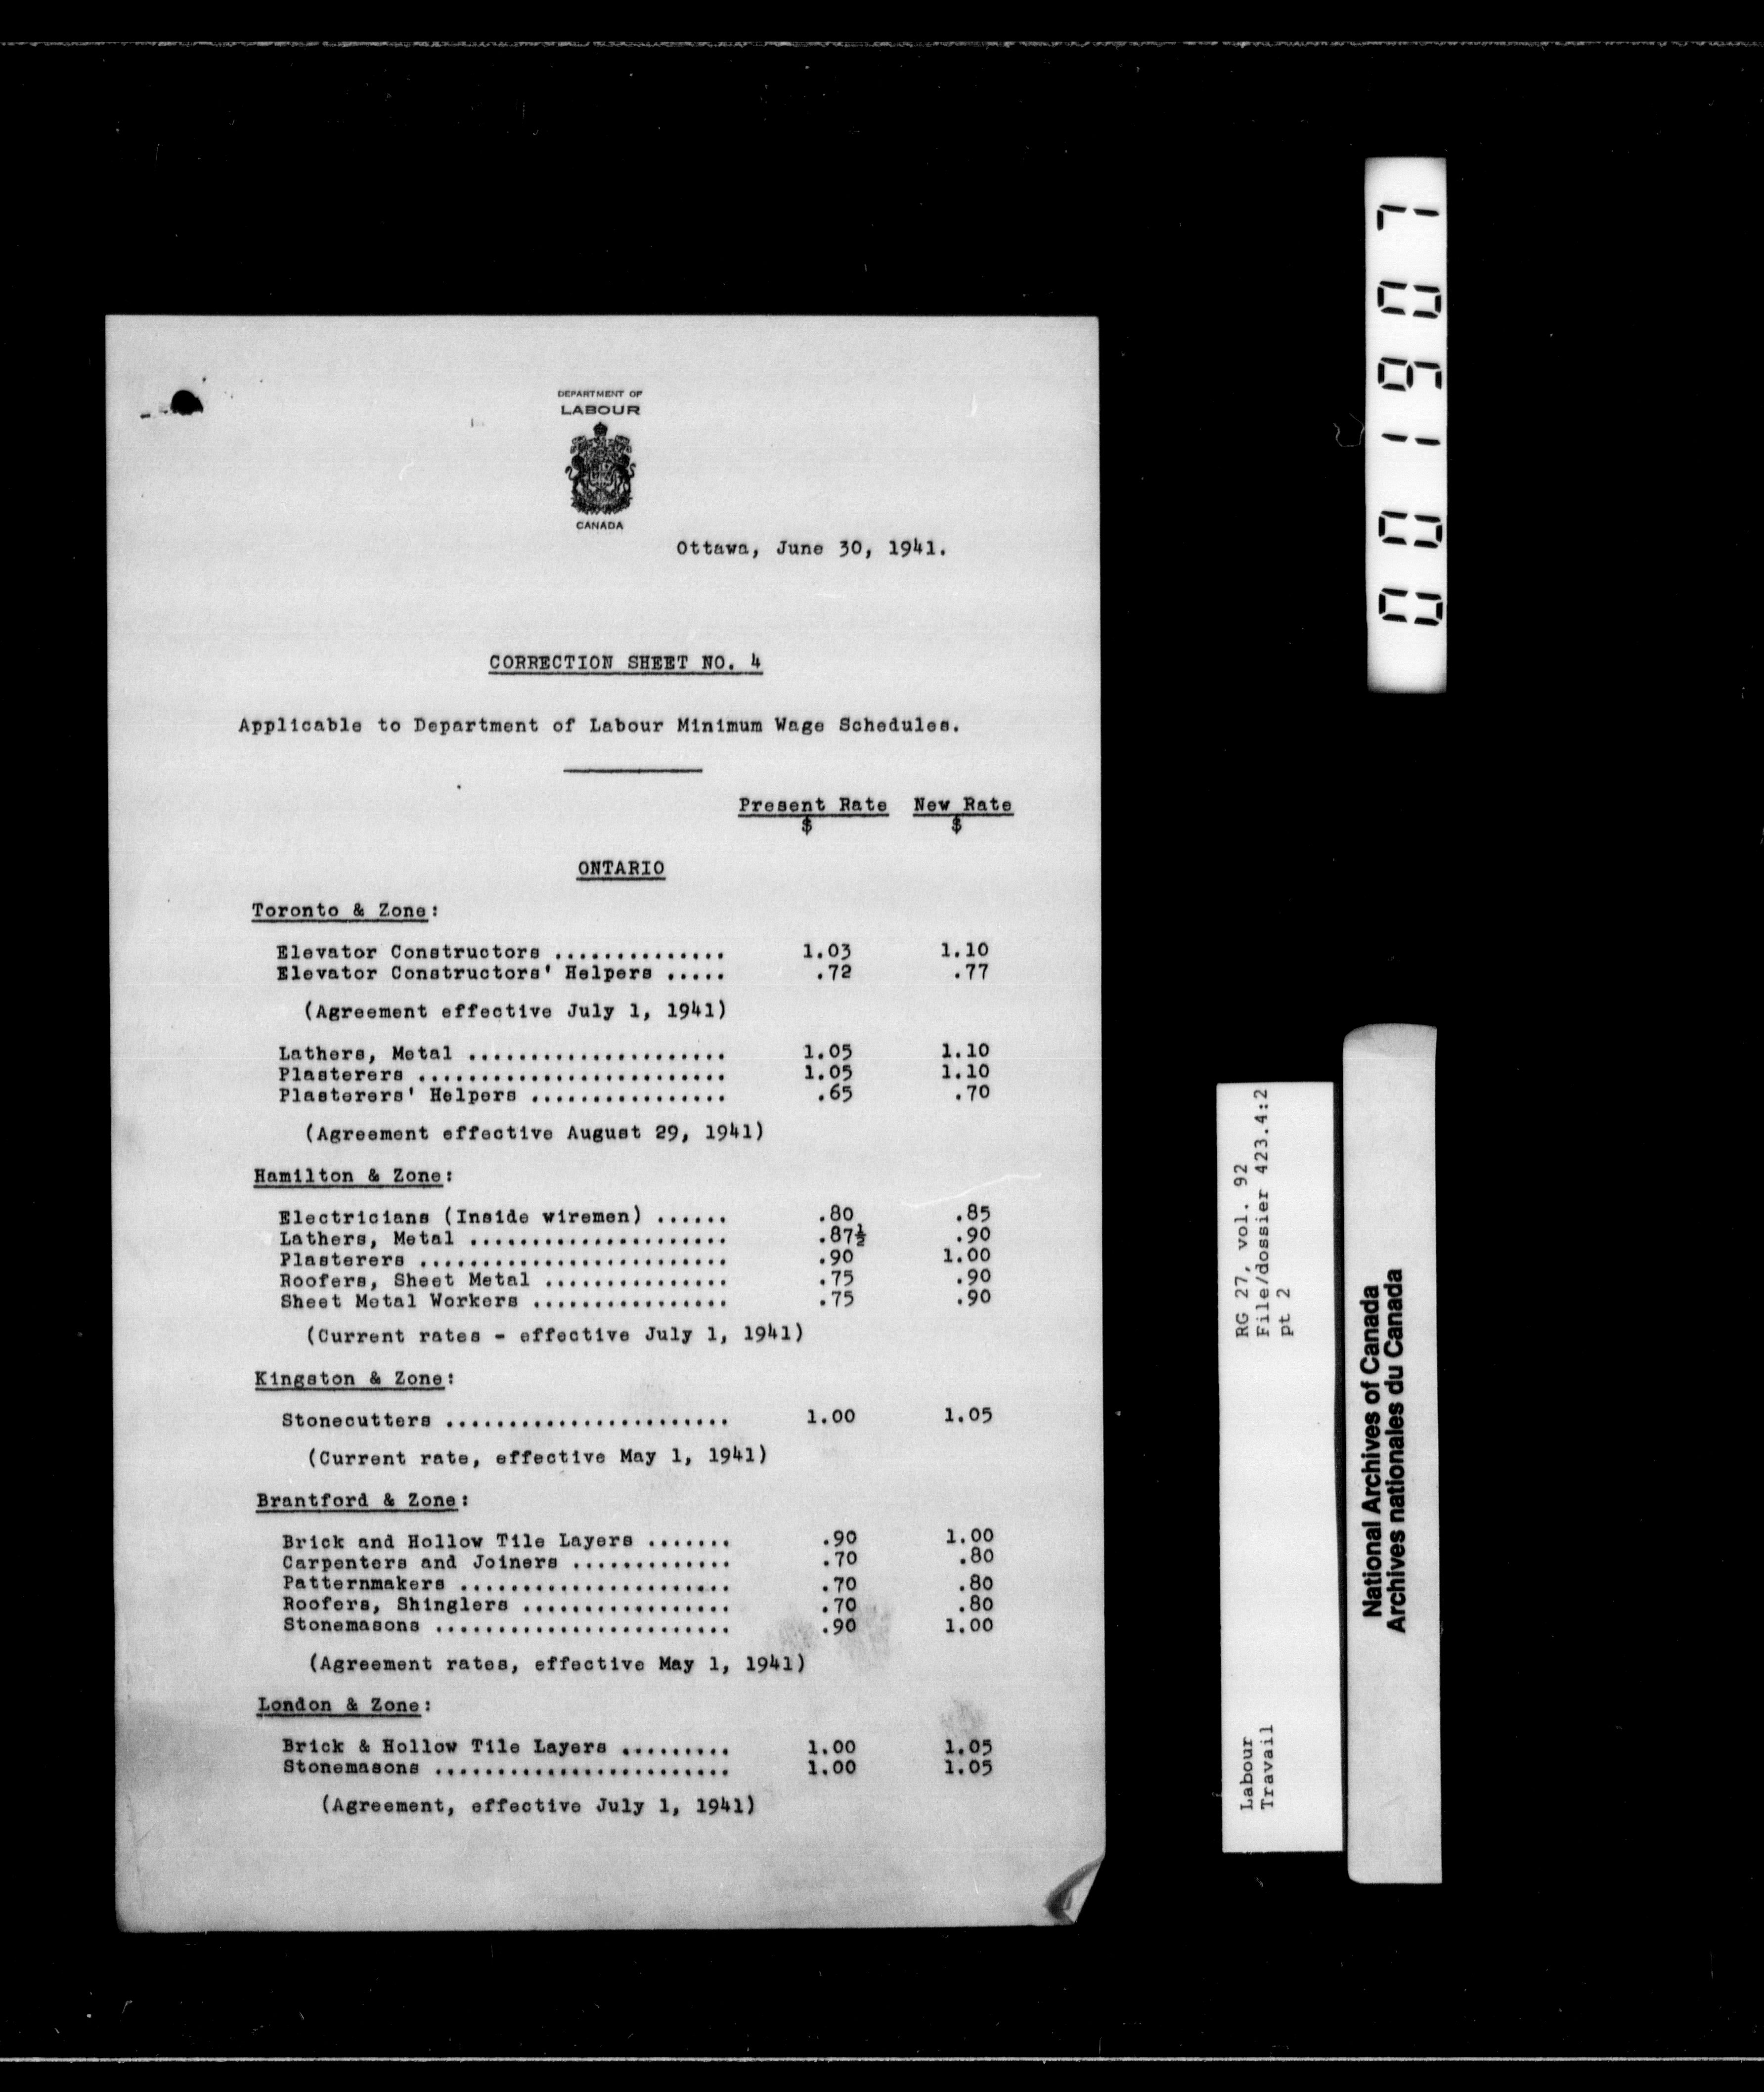 DEPARTMENT OF
LABOUR
CANADA
Ottawa, June 30, 1941.
CORRECTION SHEET NO. 4
Applicable to Department of Labour Minimum Wage Schedules.
Present Rate New Rate
$ $
ONTARIO
Toronto & Zone:
Elevator Constructors .............. 1.03 1.10
Elevator Constructors' Helpers ..... .72 .77
(Agreement effective July 1, 1941)
Lathers, Metal ..................... 1.05 1.10
Plasterers ......................... 1.05 1.10
Plasterers' Helpers ................ .65 .70
(Agreement effective August 29, 1941)
Hamilton & Zone:
Electricians (Inside wiremen) ...... .80 .85
Lathers, Metal ..................... .87½ .90
Plasterers ......................... .90 1.00
Roofers, Sheet Metal ............... .75 .90
Sheet Metal Workers ................ .75 .90
(Current rates - effective July 1, 1941)
Kingston & Zone:
Stonecutters ....................... 1.00 1.05
(Current rate, effective May 1, 1941)
Brantford & Zone:
Brick and Hollow Tile Layers ....... .90 1.00
Carpenters and Joiners ............. .70 .80
Patternmakers ...................... .70 .80
Roofers, Shinglers ................. .70 .80
Stonemasons ........................ .90 1.00
(Agreement rates, effective May 1, 1941)
London & Zone:
Brick & Hollow Tile Layers ......... 1.00 1.05
Stonemasons ........................ 1.00 1.05
(Agreement, effective July 1, 1941)
001907
Labour RG 27, vol. 92
Travail File/dossier 423.4:2
pt 2
National Archives of Canada
Archives nationales du Canada